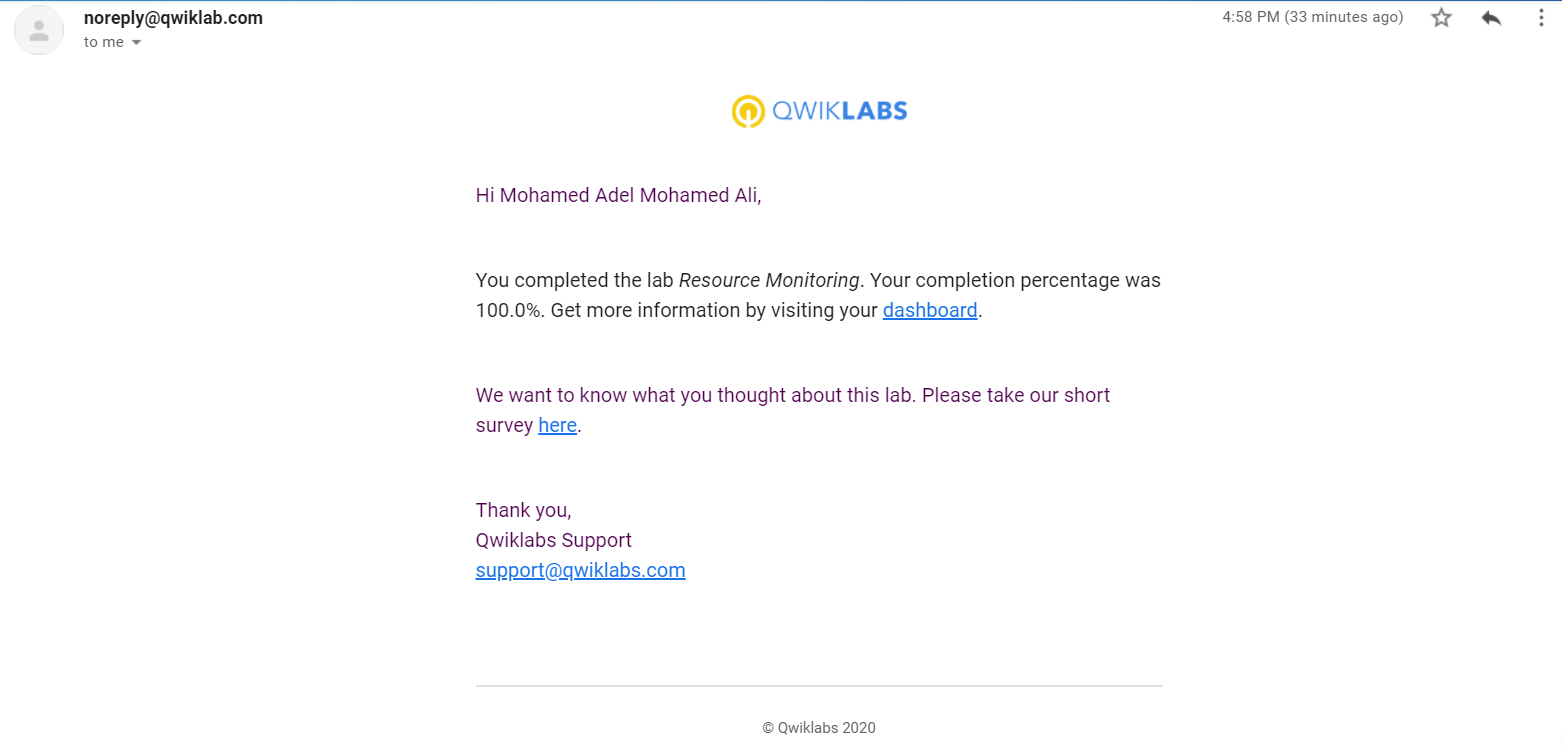 noreply@qwiklab.com
4:58 PM (33 minutes ago)
to me
QWIKLABS
Hi Mohamed Adel Mohamed Ali,
You completed the lab Resource Monitoring. Your completion percentage was
100.0%. Get more information by visiting your dashboard.
We want to know what you thought about this lab. Please take our short
survey here.
Thank you,
Qwiklabs Support
support@qwiklabs.com
© Qwiklabs 2020